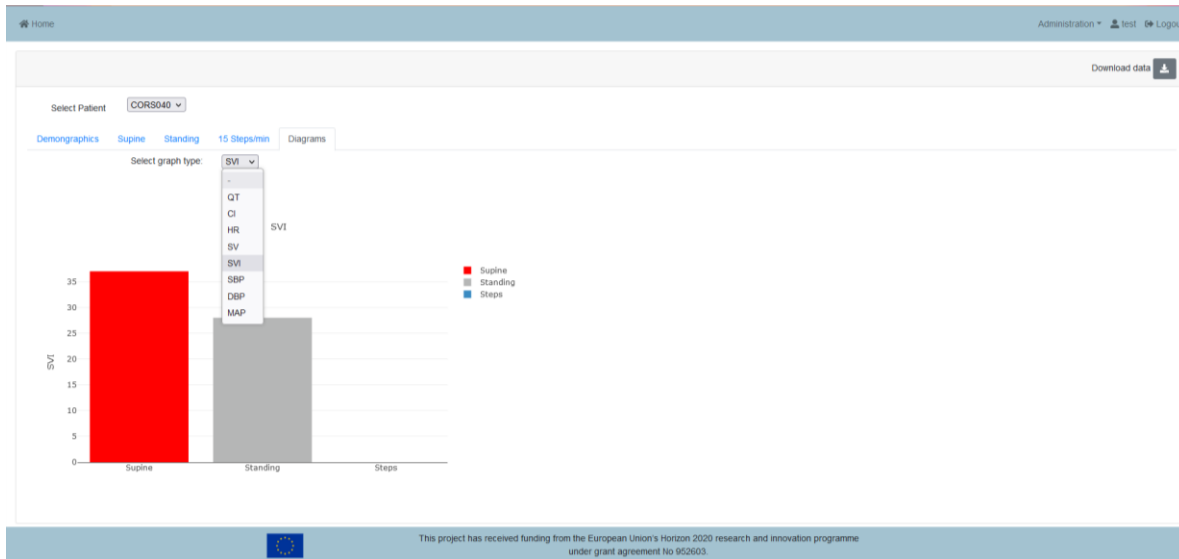 Home
Administration test Logou
Download data
Select Patient CORS040
Demongraphics Supine Standing 15 Steps/min Diagrams
Select graph type: SVI
-
QT
CI
HR
SV
SVI
SBP
DBP
MAP
SVI
Supine
Standing
Steps
35
30
25
20
15
10
5
0
SVI
Supine Standing Steps
This project has received funding from the European Union's Horizon 2020 research and innovation programme
under grant agreement No 952603.